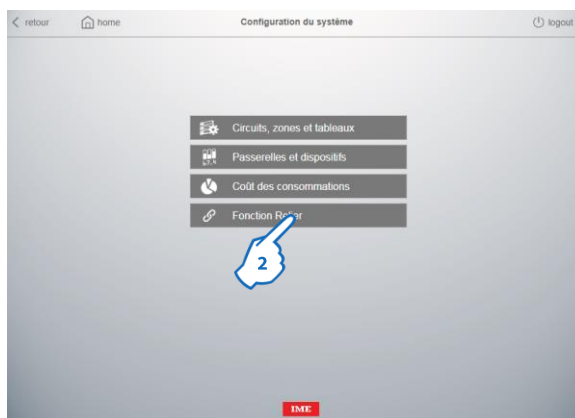 retour
home
Configuration du système
logout
Circuits, zones et tableaux
Passerelles et dispositifs
Coût des consommations
Fonction Relier
2
IME